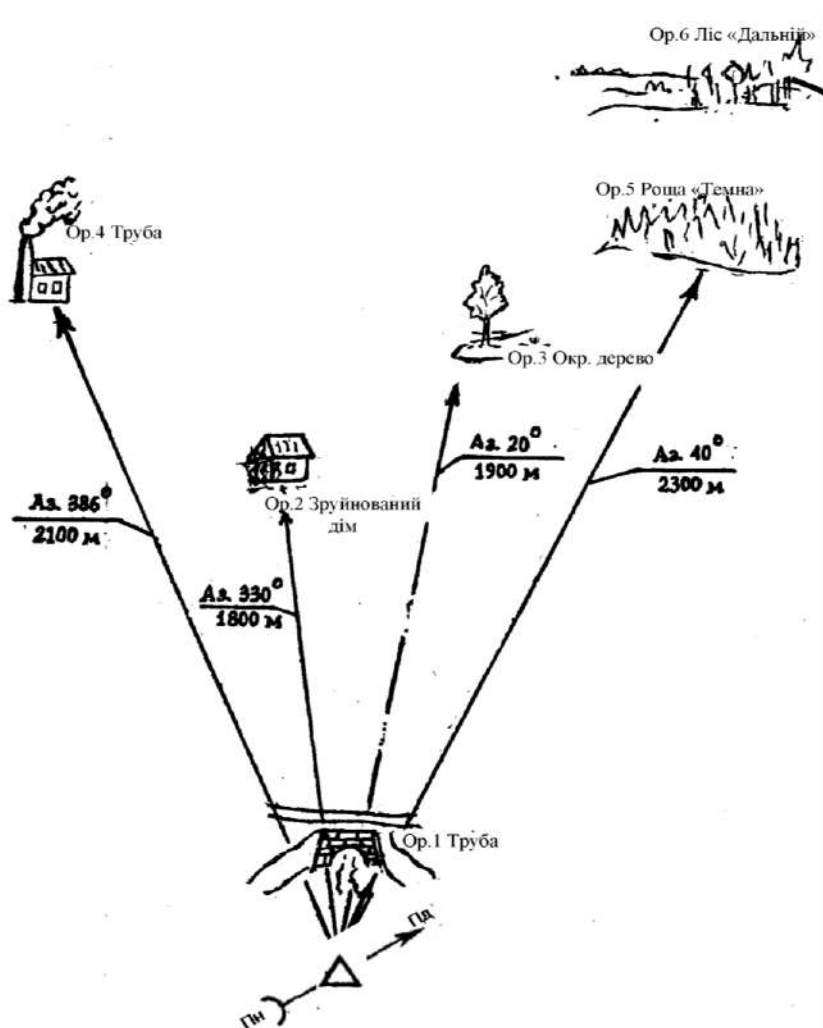 Ор.6 Ліс «Дальній»
Ор.5 Роща «Темна»
Ор.4 Труба
Ор.3 Окр. дерево
Аз. 20°
1900 м
Аз. 40°
2300 м
Ор.2 Зруйнований
дім
Аз. 386°
2100 м
Аз. 330°
1800 м
Ор.1 Труба
Пд
Пн